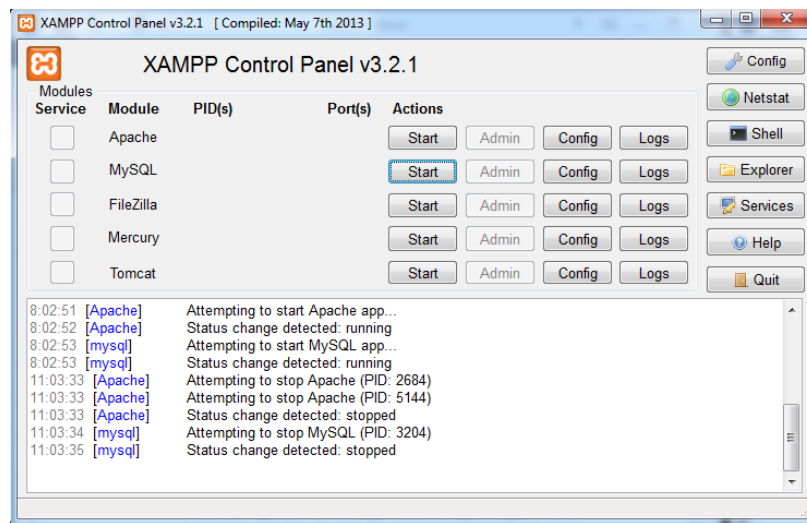 XAMPP Control Panel v3.2.1 [ Compiled: May 7th 2013 ]
XAMPP Control Panel v3.2.1
Config
Modules
Service Module PID(s) Port(s) Actions
Netstat
Apache Start Admin Config Logs
Shell
MySQL Start Admin Config Logs
Explorer
FileZilla Start Admin Config Logs
Services
Mercury Start Admin Config Logs
Help
Tomcat Start Admin Config Logs
Quit
8:02:51 [Apache] Attempting to start Apache app...
8:02:52 [Apache] Status change detected: running
8:02:53 [mysql] Attempting to start MySQL app...
8:02:53 [mysql] Status change detected: running
11:03:33 [Apache] Attempting to stop Apache (PID: 2684)
11:03:33 [Apache] Attempting to stop Apache (PID: 5144)
11:03:33 [Apache] Status change detected: stopped
11:03:34 [mysql] Attempting to stop MySQL (PID: 3204)
11:03:35 [mysql] Status change detected: stopped